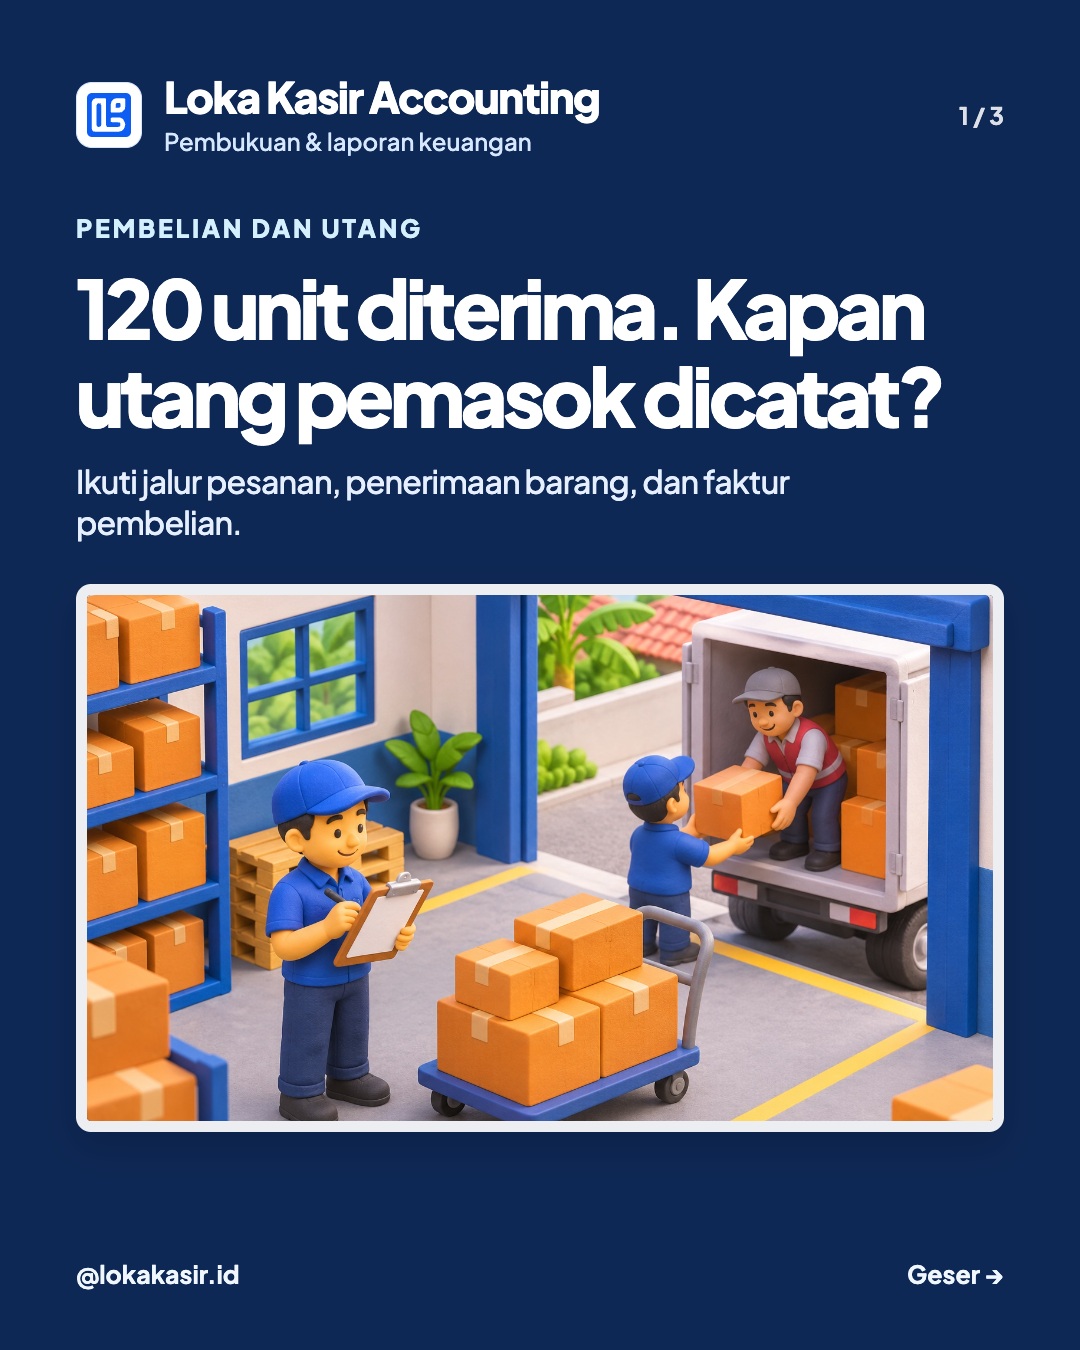 Loka Kasir Accounting
Pembukuan & laporan keuangan
1 / 3
PEMBELIAN DAN UTANG
120 unit diterima. Kapan
utang pemasok dicatat?
Ikuti jalur pesanan, penerimaan barang, dan faktur
pembelian.
@lokakasir.id
Geser →